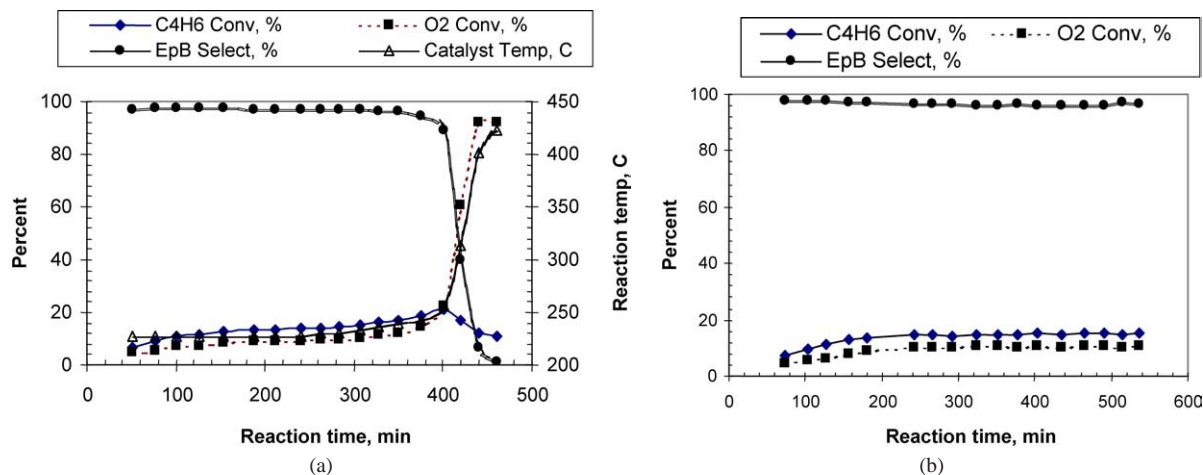 C4H6 Conv, %
O2 Conv, %
EpB Select, %
Catalyst Temp, C
100
80
60
40
20
0
Percent
450
400
350
300
250
200
Reaction temp, C
0
100
200
300
400
500
Reaction time, min
(a)
C4H6 Conv, %
O2 Conv, %
EpB Select, %
100
80
60
40
20
0
Percent
0
100
200
300
400
500
600
Reaction time, min
(b)